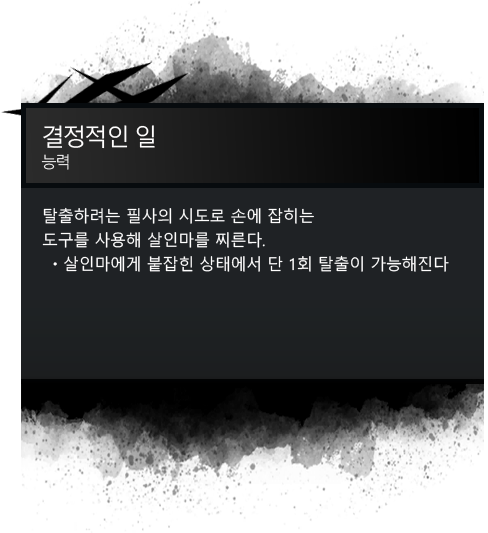 결정적인 일
능력
탈출하려는 필사의 시도로 손에 잡히는
도구를 사용해 살인마를 찌른다.
• 살인마에게 붙잡힌 상태에서 단 1회 탈출이 가능해진다